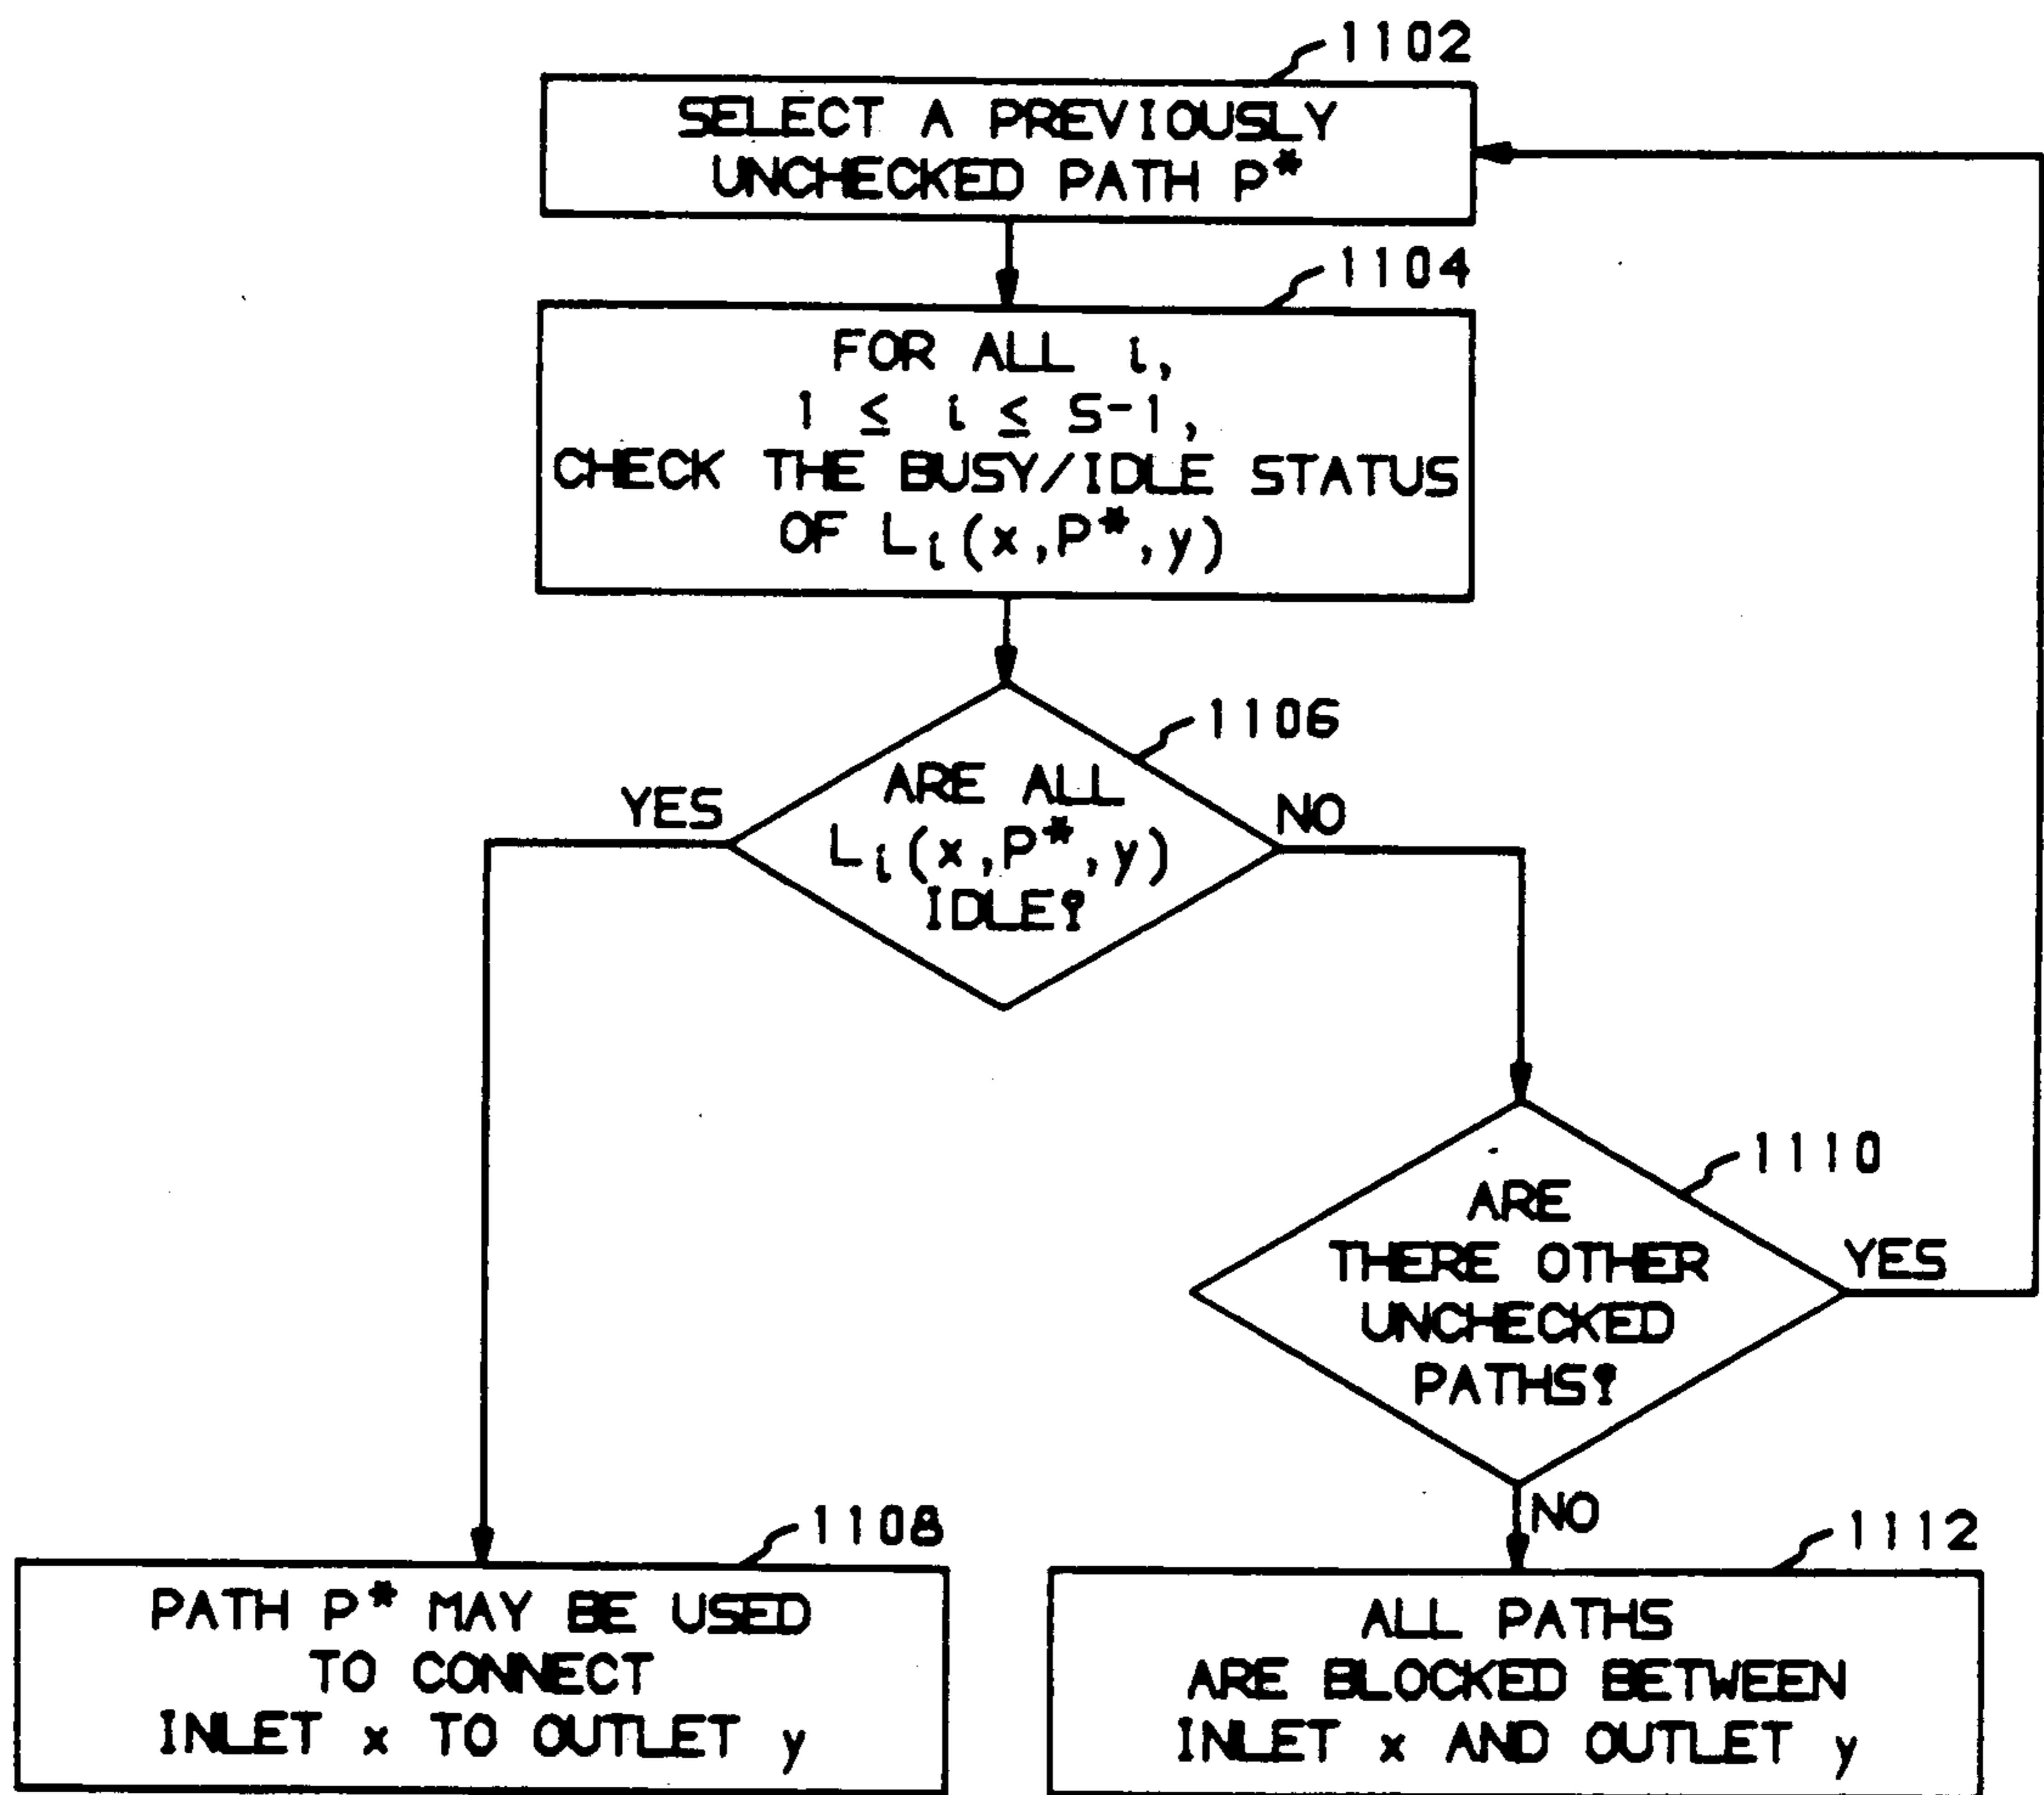 1102
SELECT A PREVIOUSLY
UNCHECKED PATH P*
1104
FOR ALL i,
1 ≤ i ≤ S-1,
CHECK THE BUSY/IDLE STATUS
OF Li(x,P*,y)
1106
YES
ARE ALL
Li(x,P*,y)
IDLE?
NO
1110
ARE
THERE OTHER
UNCHECKED
PATHS?
YES
NO
1108
PATH P* MAY BE USED
TO CONNECT
INLET x TO OUTLET y
1112
ALL PATHS
ARE BLOCKED BETWEEN
INLET x AND OUTLET y